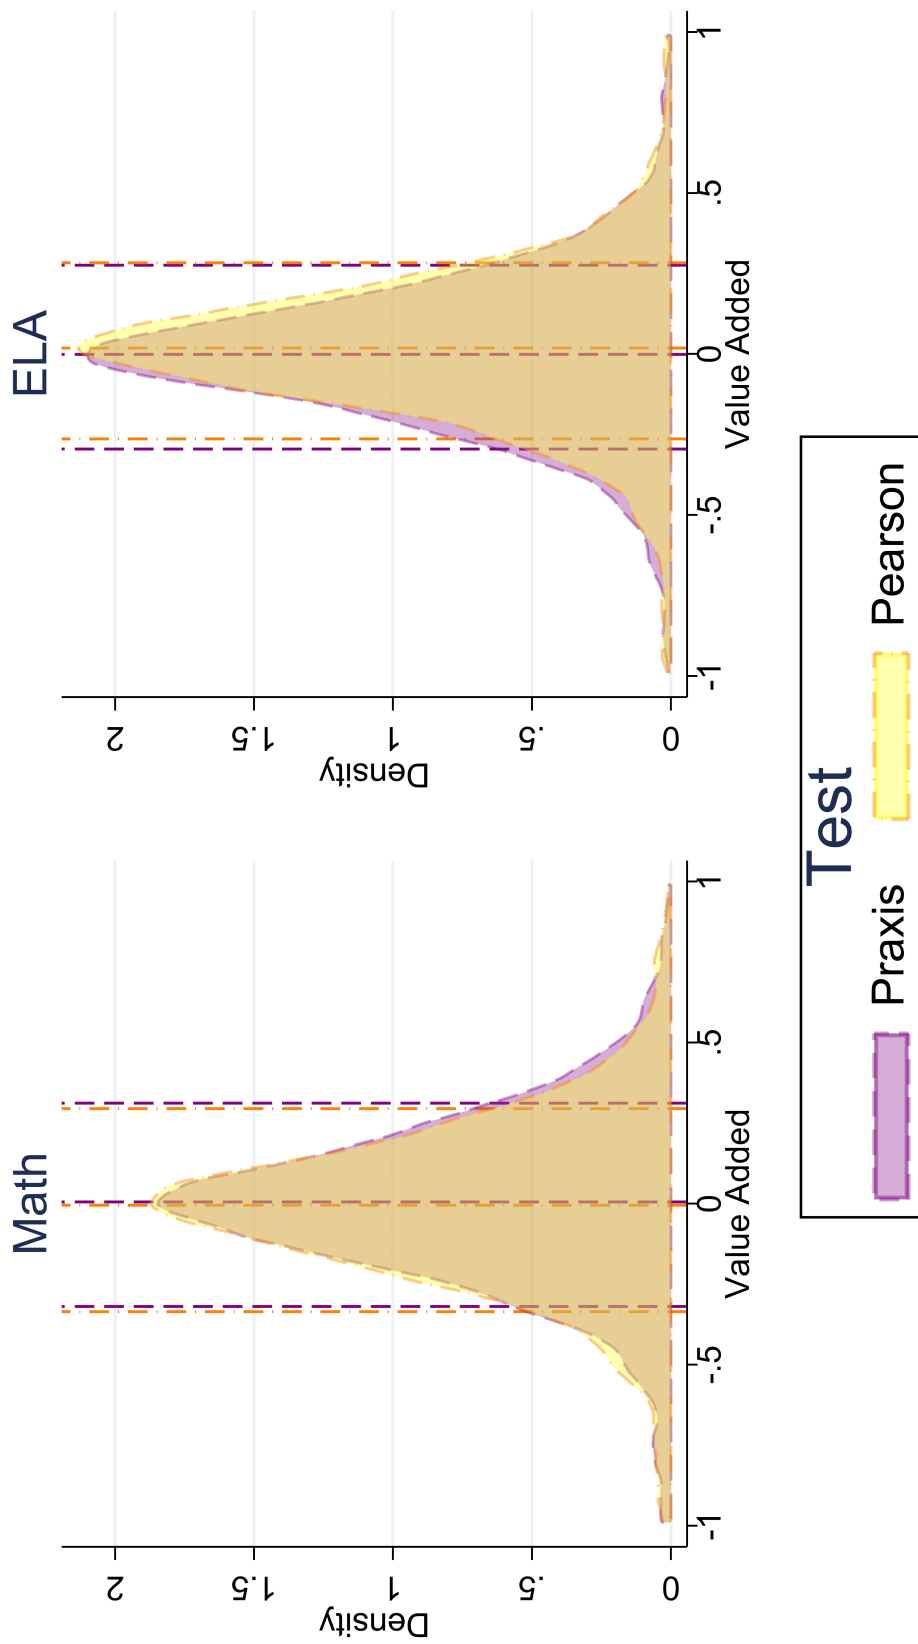 Math
Density
2
1.5
1
.5
0
-1
-.5
0
.5
1
Value Added
ELA
Density
2
1.5
1
.5
0
-1
-.5
0
.5
1
Value Added
Test
Praxis
Pearson